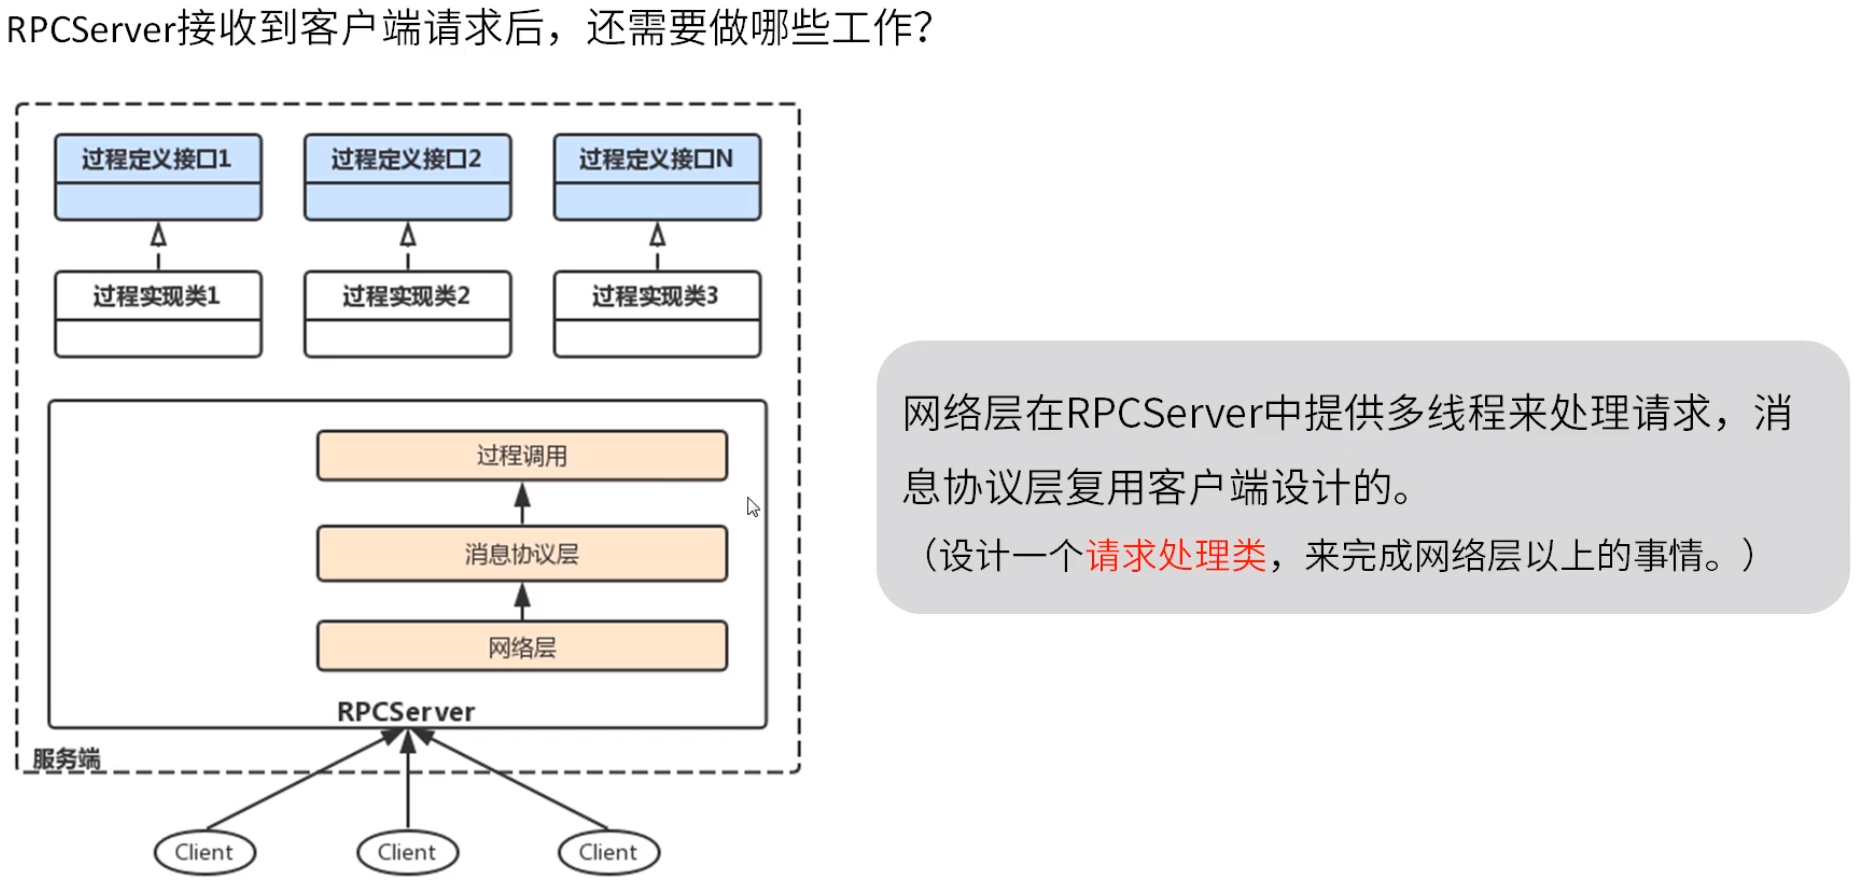 RPCServer接收到客户端请求后，还需要做哪些工作？
过程定义接口1
过程定义接口2
过程定义接口N
过程实现类1
过程实现类2
过程实现类3
过程调用
消息协议层
网络层
RPCServer
服务端
Client
Client
Client
网络层在RPCServer中提供多线程来处理请求，消
息协议层复用客户端设计的。
（设计一个请求处理类，来完成网络层以上的事情。）